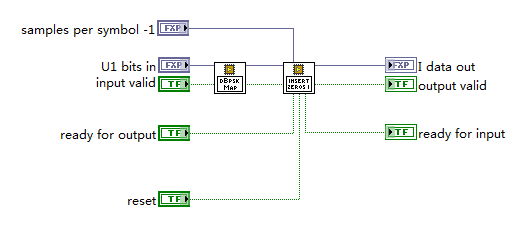 samples per symbol -1
FXP
U1 bits in
FXP
I data out
FXP
input valid
TF
output valid
TF
DBPSK
MAP
INSERT
ZEROS I
ready for output
TF
ready for input
TF
reset
TF